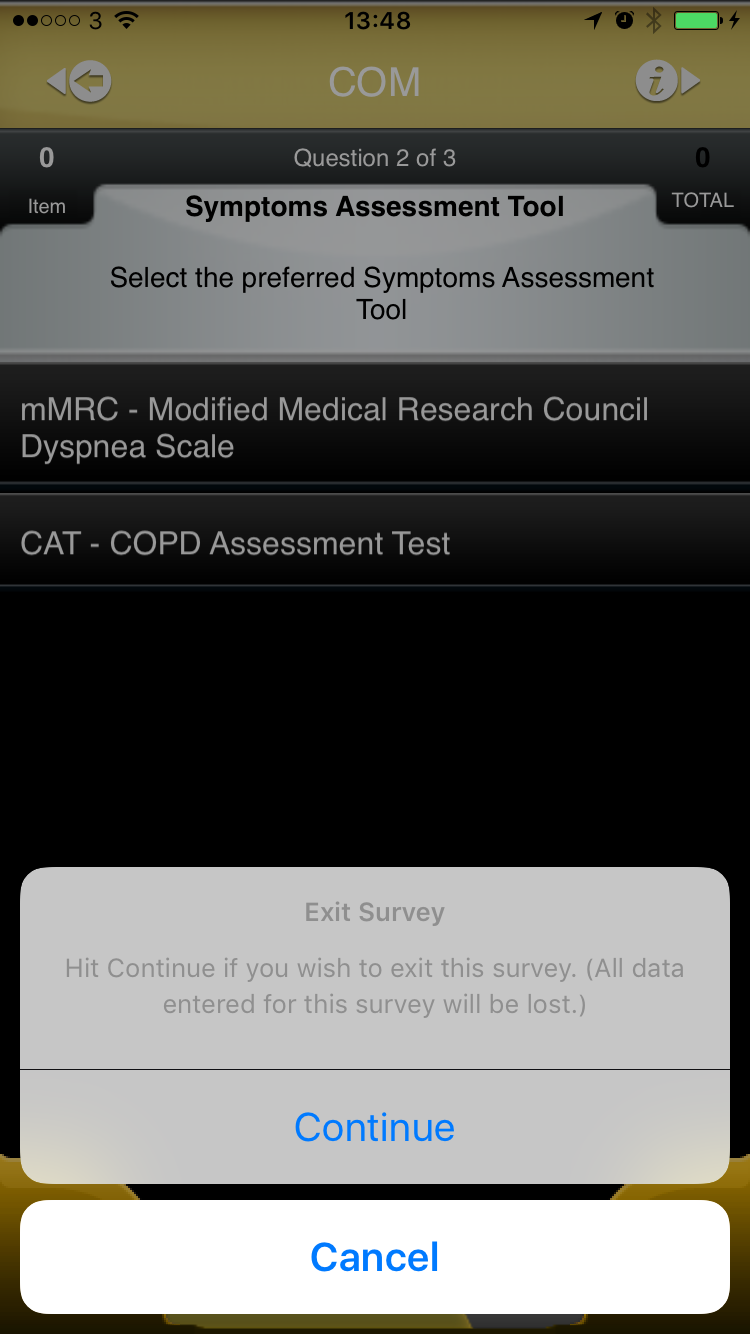 3 13:48
COM
0 Question 2 of 3 0
Item Symptoms Assessment Tool TOTAL
Select the preferred Symptoms Assessment
Tool
mMRC - Modified Medical Research Council
Dyspnea Scale
CAT - COPD Assessment Test
Exit Survey
Hit Continue if you wish to exit this survey. (All data
entered for this survey will be lost.)
Continue
Cancel